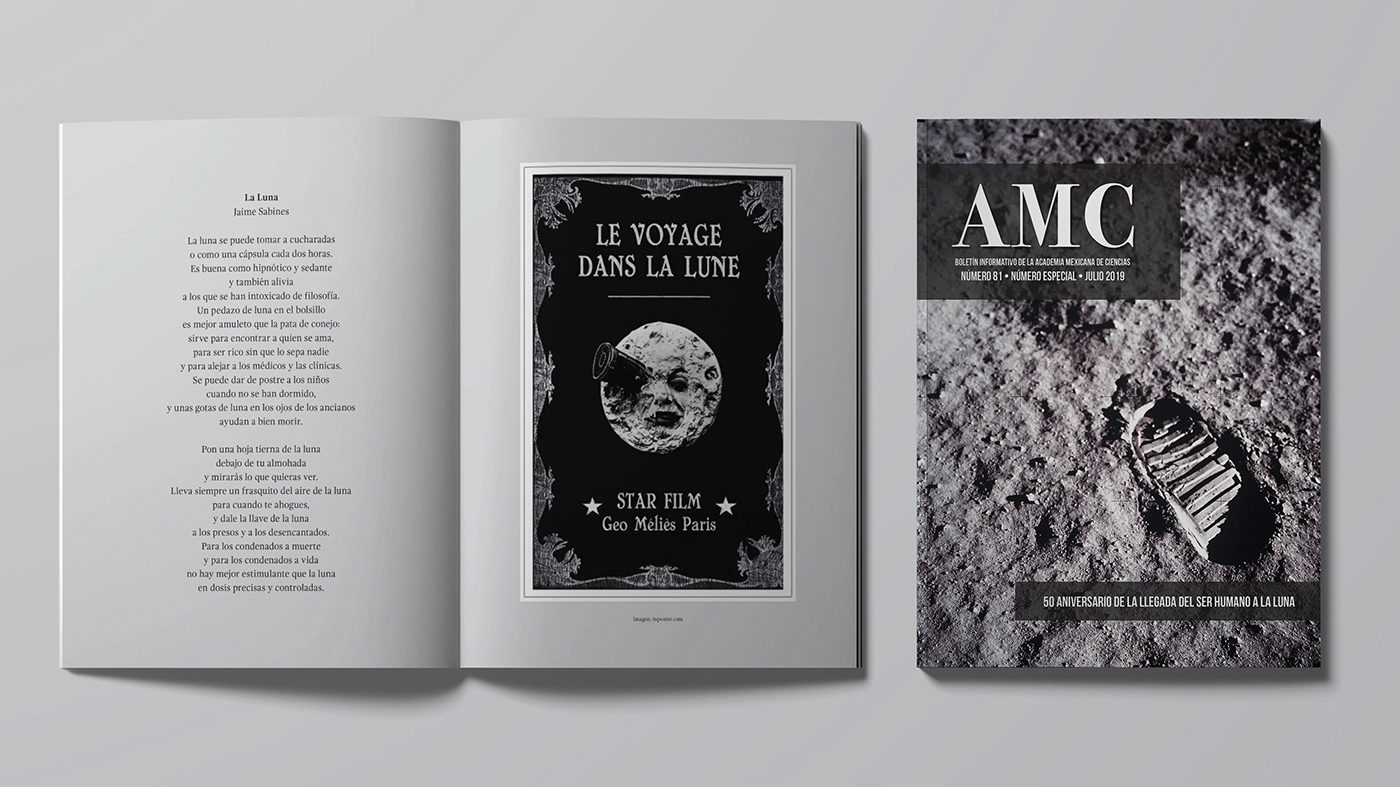 La Luna
Jaime Sabines
La luna se puede tomar a cucharadas
o como una cápsula cada dos horas.
Es buena como hipnótico y sedante
y también alivia
a los que se han intoxicado de filosofía.
Un pedazo de luna en el bolsillo
es mejor amuleto que la pata de conejo:
sirve para encontrar a quien se ama,
para ser rico sin que lo sepa nadie
y para alejar a los médicos y las clínicas.
Se puede dar de postre a los niños
cuando no se han dormido,
y unas gotas de luna en los ojos de los ancianos
ayudan a bien morir.
Pon una hoja tierna de la luna
debajo de tu almohada
y mirarás lo que quieras ver.
Lleva siempre un frasquito del aire de la luna
para cuando te ahogues,
y dale la llave de la luna
a los presos y a los desencantados.
Para los condenados a muerte
y para los condenados a vida
no hay mejor estimulante que la luna
en dosis precisas y controladas.
LE VOYAGE
DANS LA LUNE
STAR FILM
Geo Méliès Paris
Imagen: toposter.com
AMC
BOLETÍN INFORMATIVO DE LA ACADEMIA MEXICANA DE CIENCIAS
NÚMERO 81 • NÚMERO ESPECIAL • JULIO 2019
50 ANIVERSARIO DE LA LLEGADA DEL SER HUMANO A LA LUNA